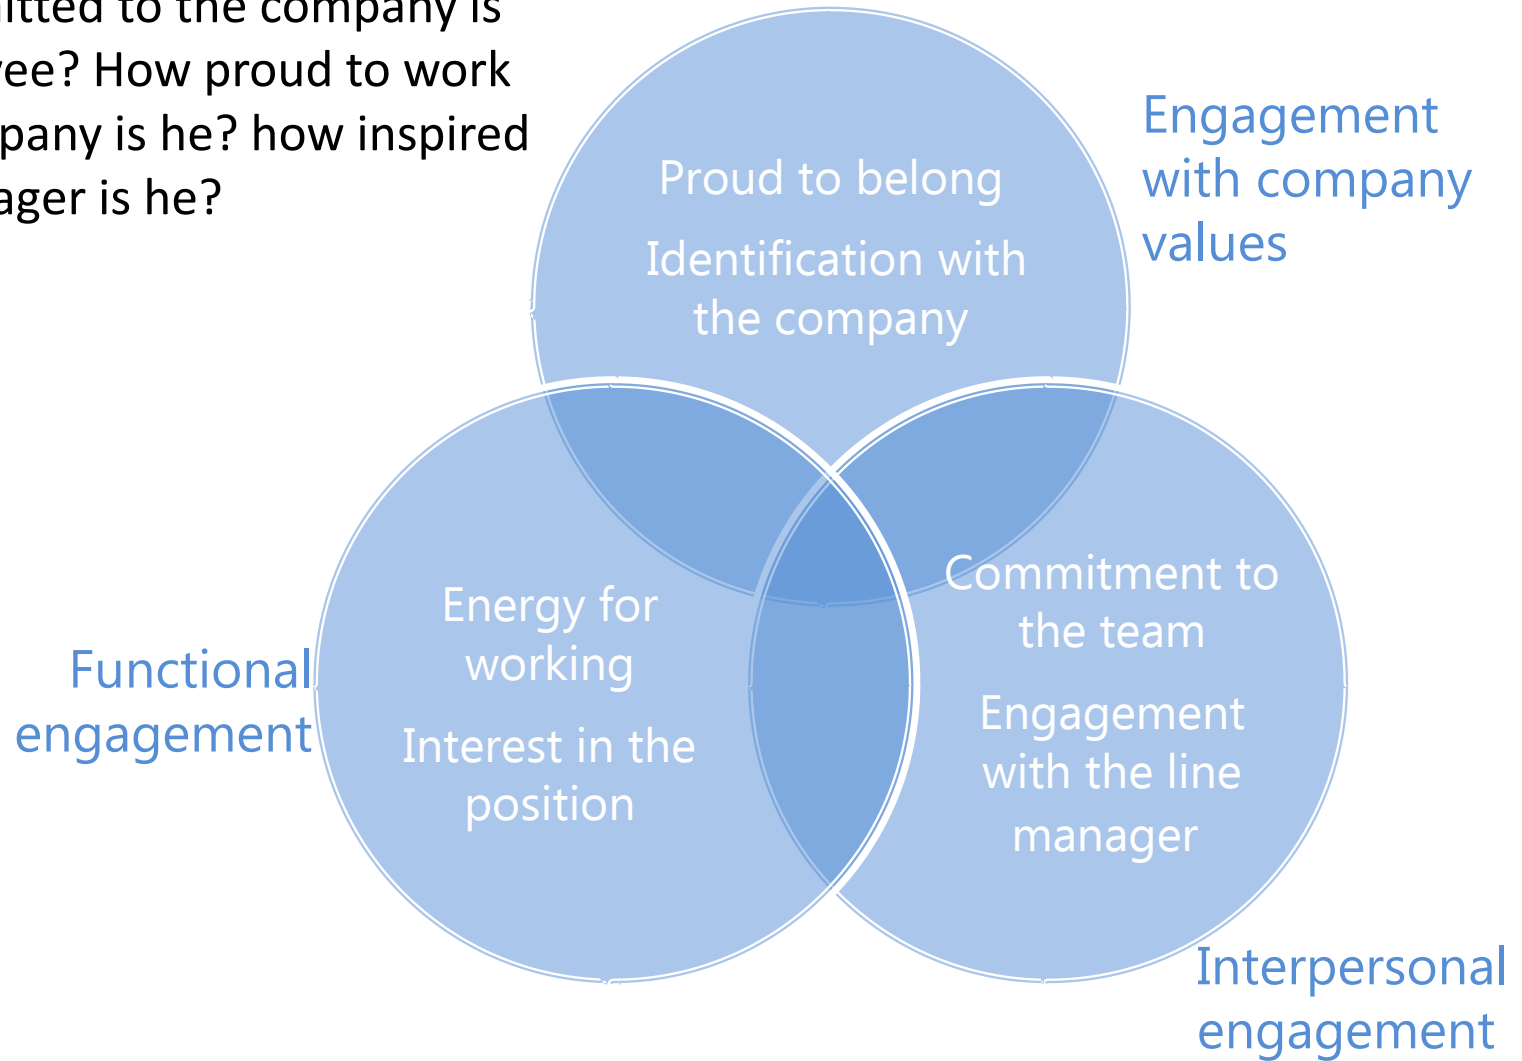 itted to the company is
ee? How proud to work
pany is he? how inspired
ager is he?
Engagement
with company
values
Proud to belong
Identification with
the company
Functional
engagement
Energy for
working
Interest in the
position
Commitment to
the team
Engagement
with the line
manager
Interpersonal
engagement